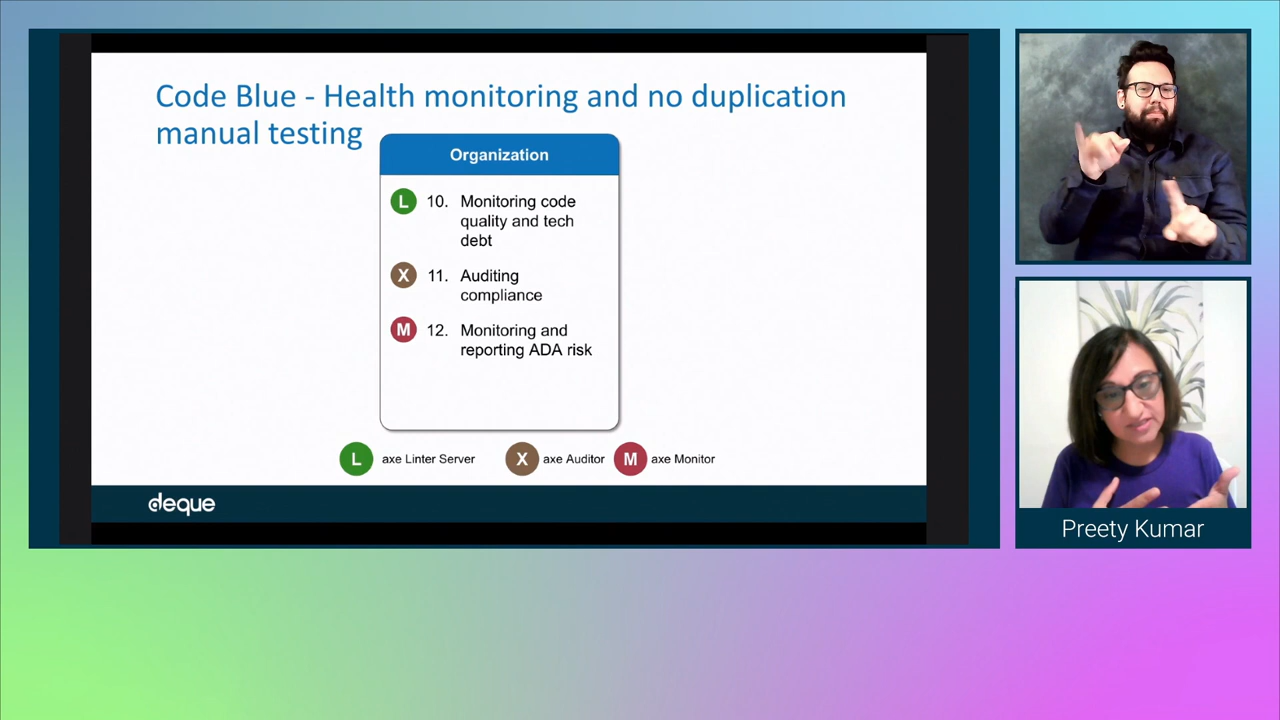 Code Blue - Health monitoring and no duplication
manual testing
Organization
L 10. Monitoring code
quality and tech
debt
X 11. Auditing
compliance
M 12. Monitoring and
reporting ADA risk
L axe Linter Server X axe Auditor M axe Monitor
deque
Preety Kumar